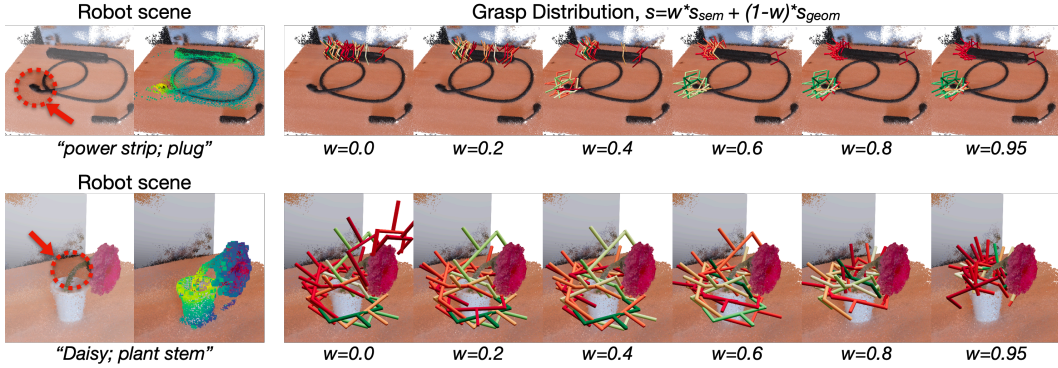 Robot scene
Grasp Distribution, s=w*s_sem + (1-w)*s_geom
"power strip; plug"
w=0.0
w=0.2
w=0.4
w=0.6
w=0.8
w=0.95
Robot scene
"Daisy; plant stem"
w=0.0
w=0.2
w=0.4
w=0.6
w=0.8
w=0.95